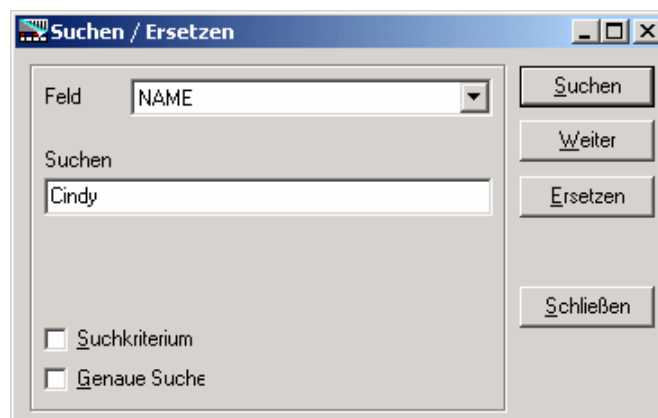 Suchen / Ersetzen
Feld
NAME
Suchen
Cindy
Suchkriterium
Genaue Suche
Suchen
Weiter
Ersetzen
Schließen